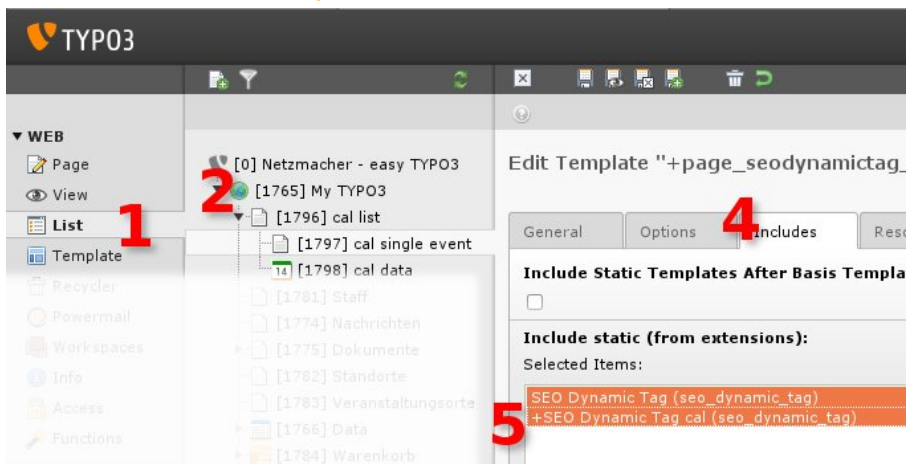 TYPO3
WEB
Page
View
List
Template
Recycler
Powermail
Workspaces
Info
Access
Functions
1
[0] Netzmacher - easy TYPO3
2
[1765] My TYPO3
[1796] cal list
[1797] cal single event
14 [1798] cal data
[1781] Staff
[1774] Nachrichten
[1775] Dokumente
[1782] Standorte
[1783] Veranstaltungsorte
[1766] Data
[1784] Warenkorb
Edit Template "+page_seodynamictag_
4
General Options Includes Reso
Include Static Templates After Basis Templa
Include static (from extensions):
Selected Items:
5
SEO Dynamic Tag (seo_dynamic_tag)
+SEO Dynamic Tag cal (seo_dynamic_tag)